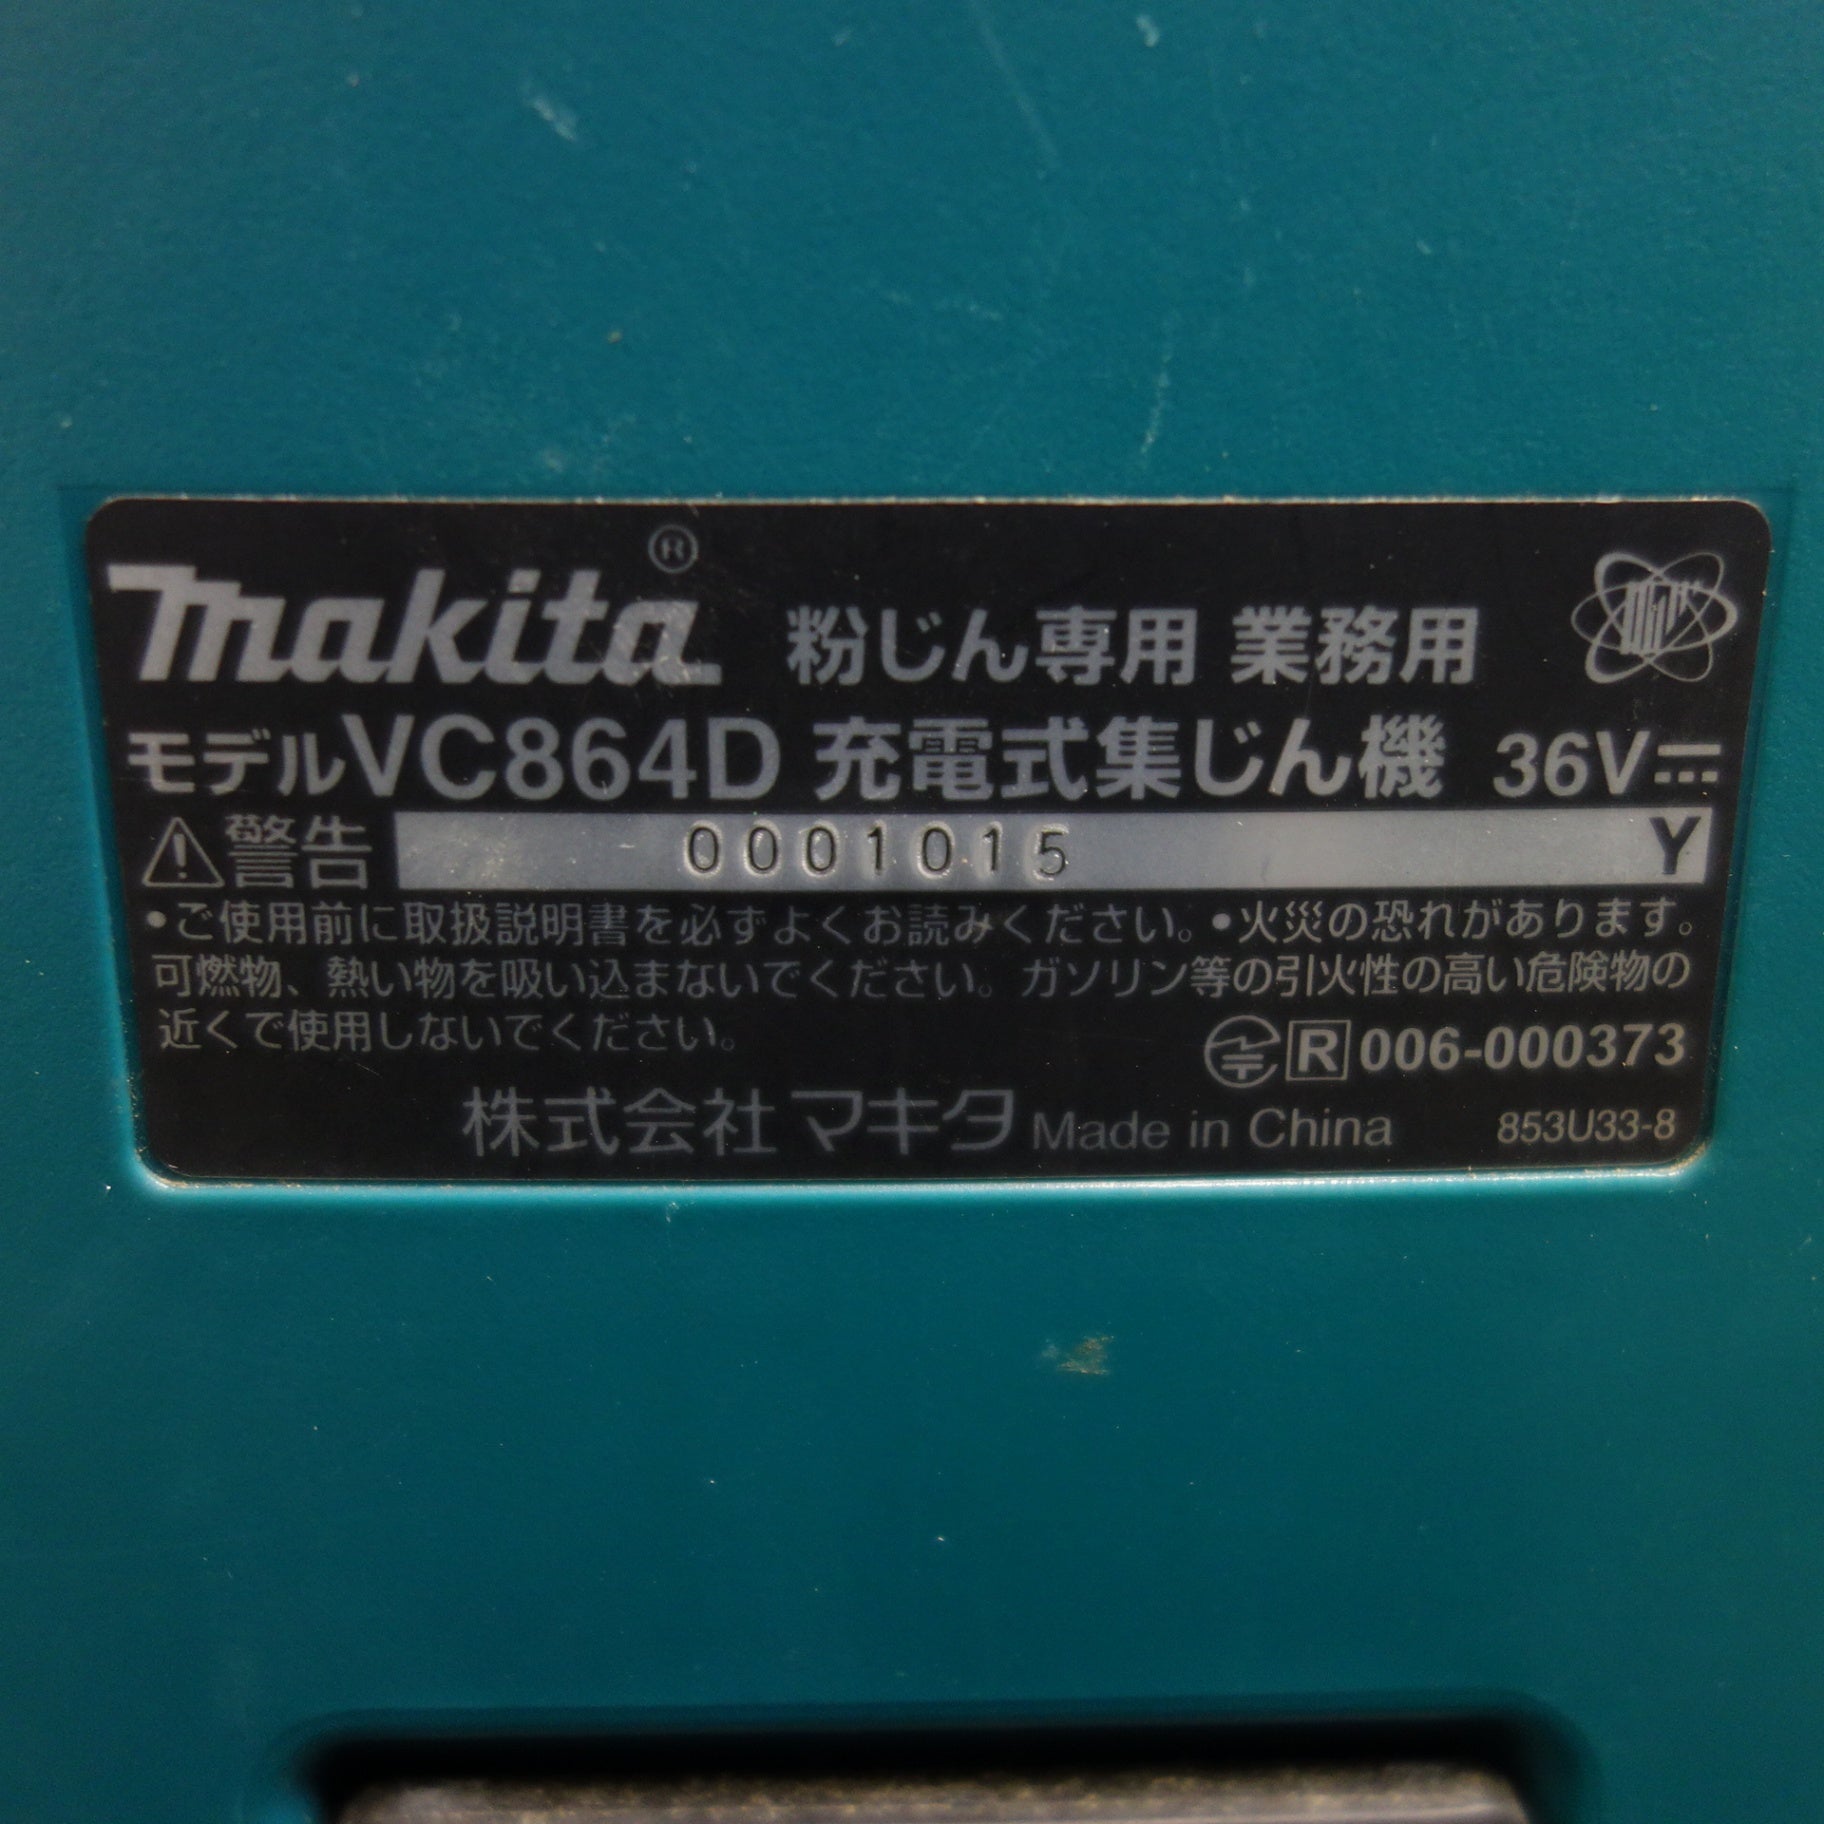 makita® 粉じん専用 業務用
モデルVC864D 充電式集じん機 36V
警告 0001015 Y
•ご使用前に取扱説明書を必ずよくお読みください。•火災の恐れがあります。
可燃物、熱い物を吸い込まないでください。ガソリン等の引火性の高い危険物の
近くで使用しないでください。
R 006-000373
株式会社マキタ Made in China 853U33-8